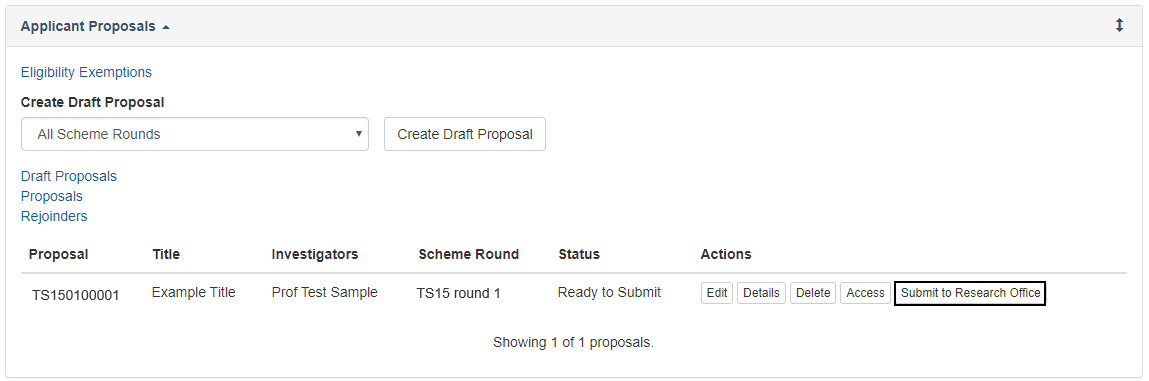 Applicant Proposals
Eligibility Exemptions
Create Draft Proposal
All Scheme Rounds Create Draft Proposal
Draft Proposals
Proposals
Rejoinders
Proposal Title Investigators Scheme Round Status Actions
TS150100001 Example Title Prof Test Sample TS15 round 1 Ready to Submit Edit Details Delete Access Submit to Research Office
Showing 1 of 1 proposals.